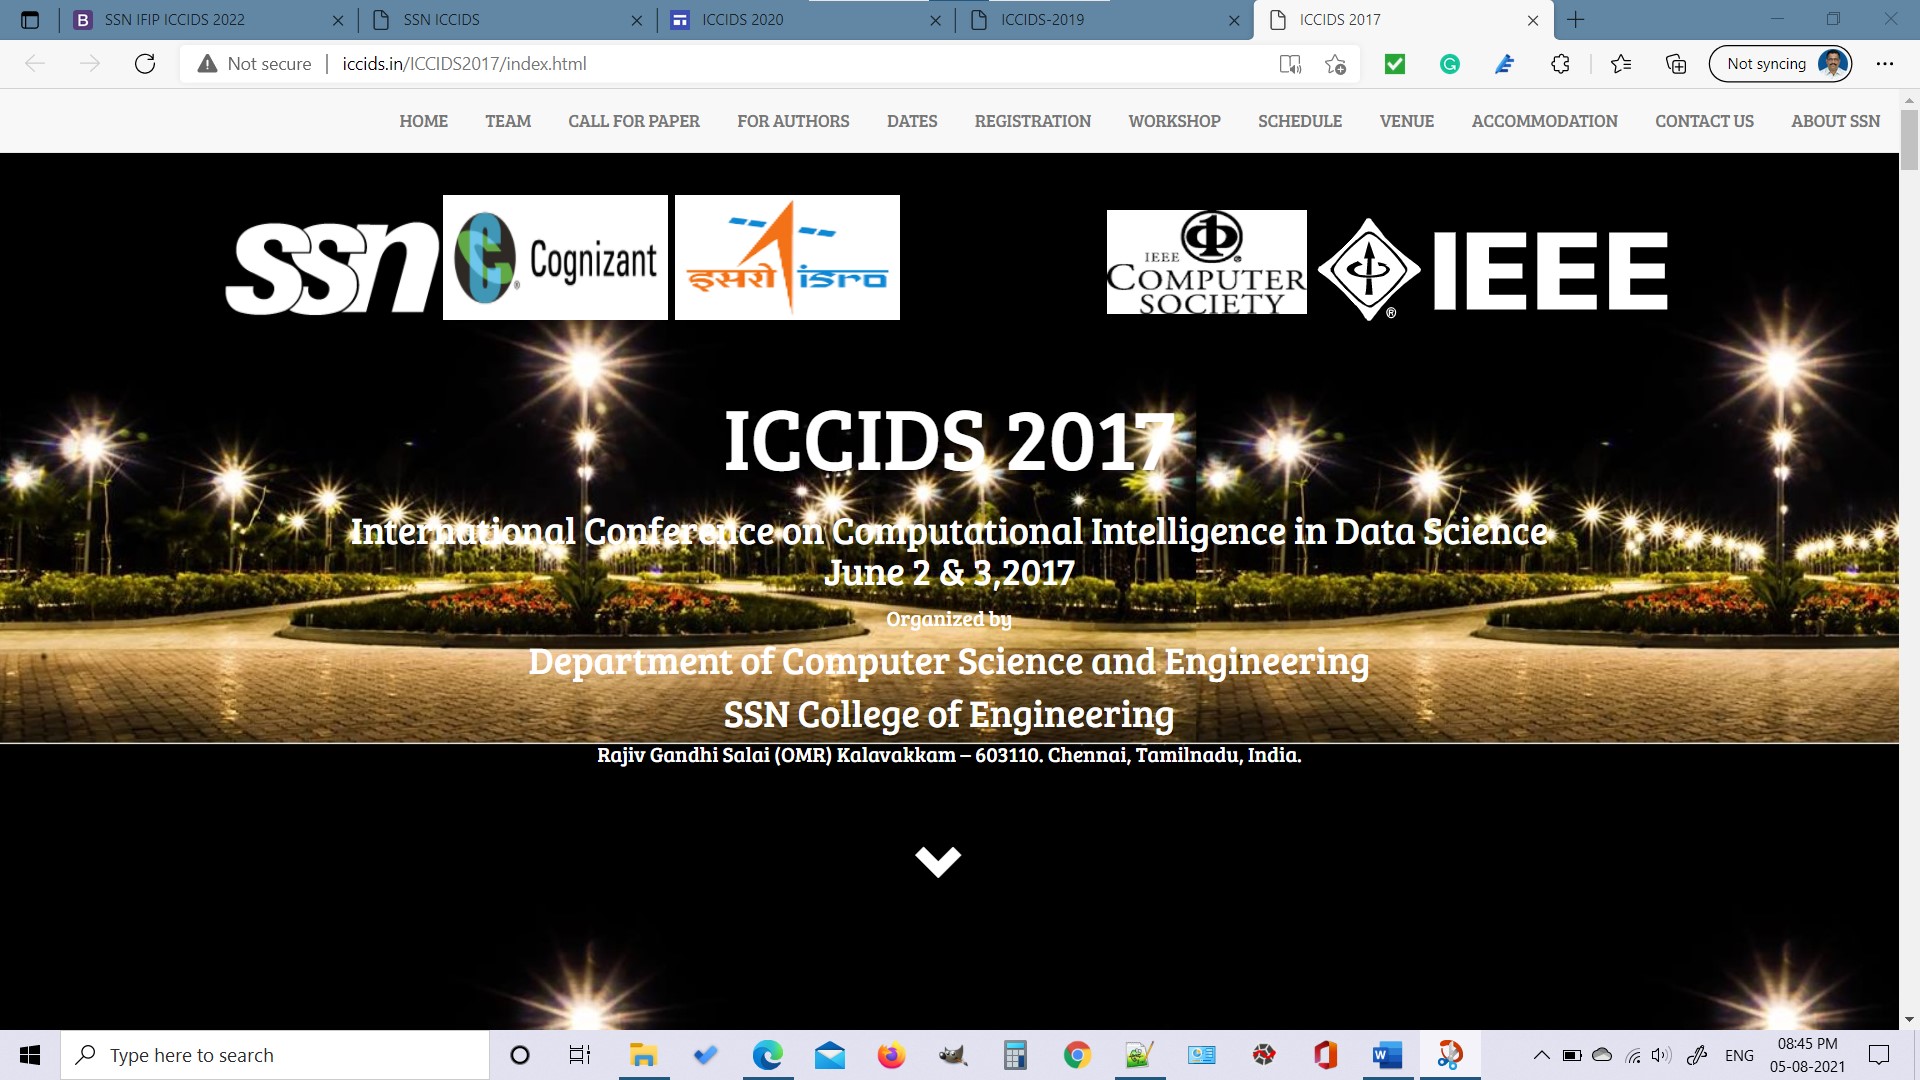 SSN IFIP ICCIDS 2022
SSN ICCIDS
ICCIDS 2020
ICCIDS-2019
ICCIDS 2017
Not secure
iccids.in/ICCIDS2017/index.html
Not syncing
HOME TEAM CALL FOR PAPER FOR AUTHORS DATES REGISTRATION WORKSHOP SCHEDULE VENUE ACCOMMODATION CONTACT US ABOUT SSN
ssn
Cognizant
इसरो isro
IEEE
COMPUTER
SOCIETY
IEEE
ICCIDS 2017
International Conference on Computational Intelligence in Data Science
June 2 & 3,2017
Organized by
Department of Computer Science and Engineering
SSN College of Engineering
Rajiv Gandhi Salai (OMR) Kalavakkam – 603110. Chennai, Tamilnadu, India.
Type here to search
ENG
08:45 PM
05-08-2021